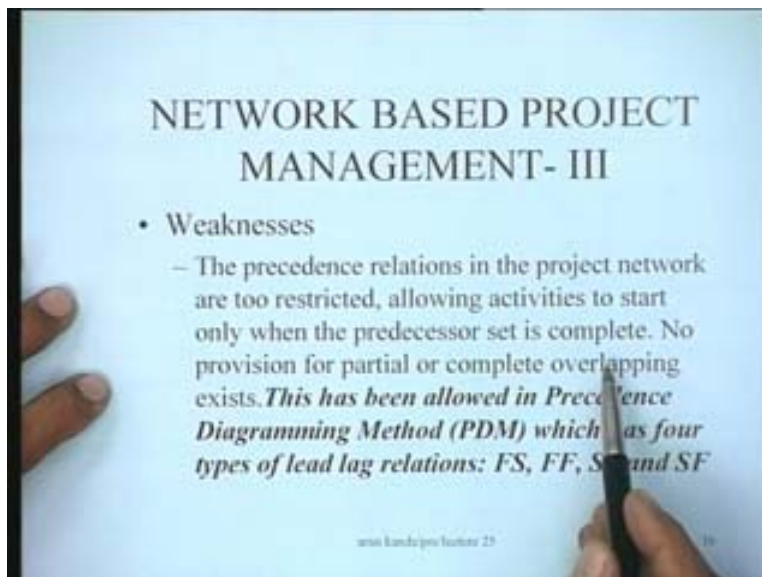 NETWORK BASED PROJECT
MANAGEMENT- III
• Weaknesses
– The precedence relations in the project network
are too restricted, allowing activities to start
only when the predecessor set is complete. No
provision for partial or complete overlapping
exists.This has been allowed in Precedence
Diagramming Method (PDM) which has four
types of lead lag relations: FS, FF, and SF
lecture 25